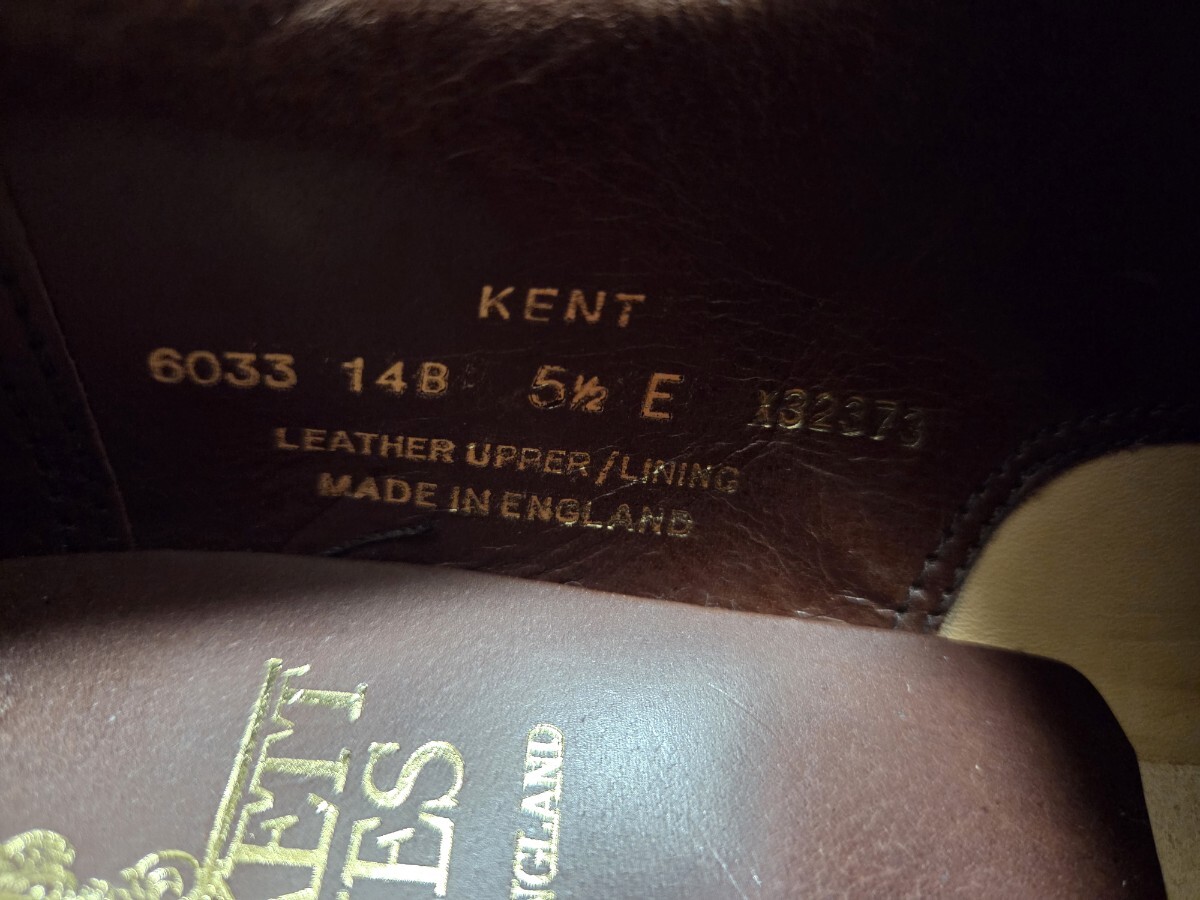 KENT
6033 14B 5½ E X32373
LEATHER UPPER/LINING
MADE IN ENGLAND